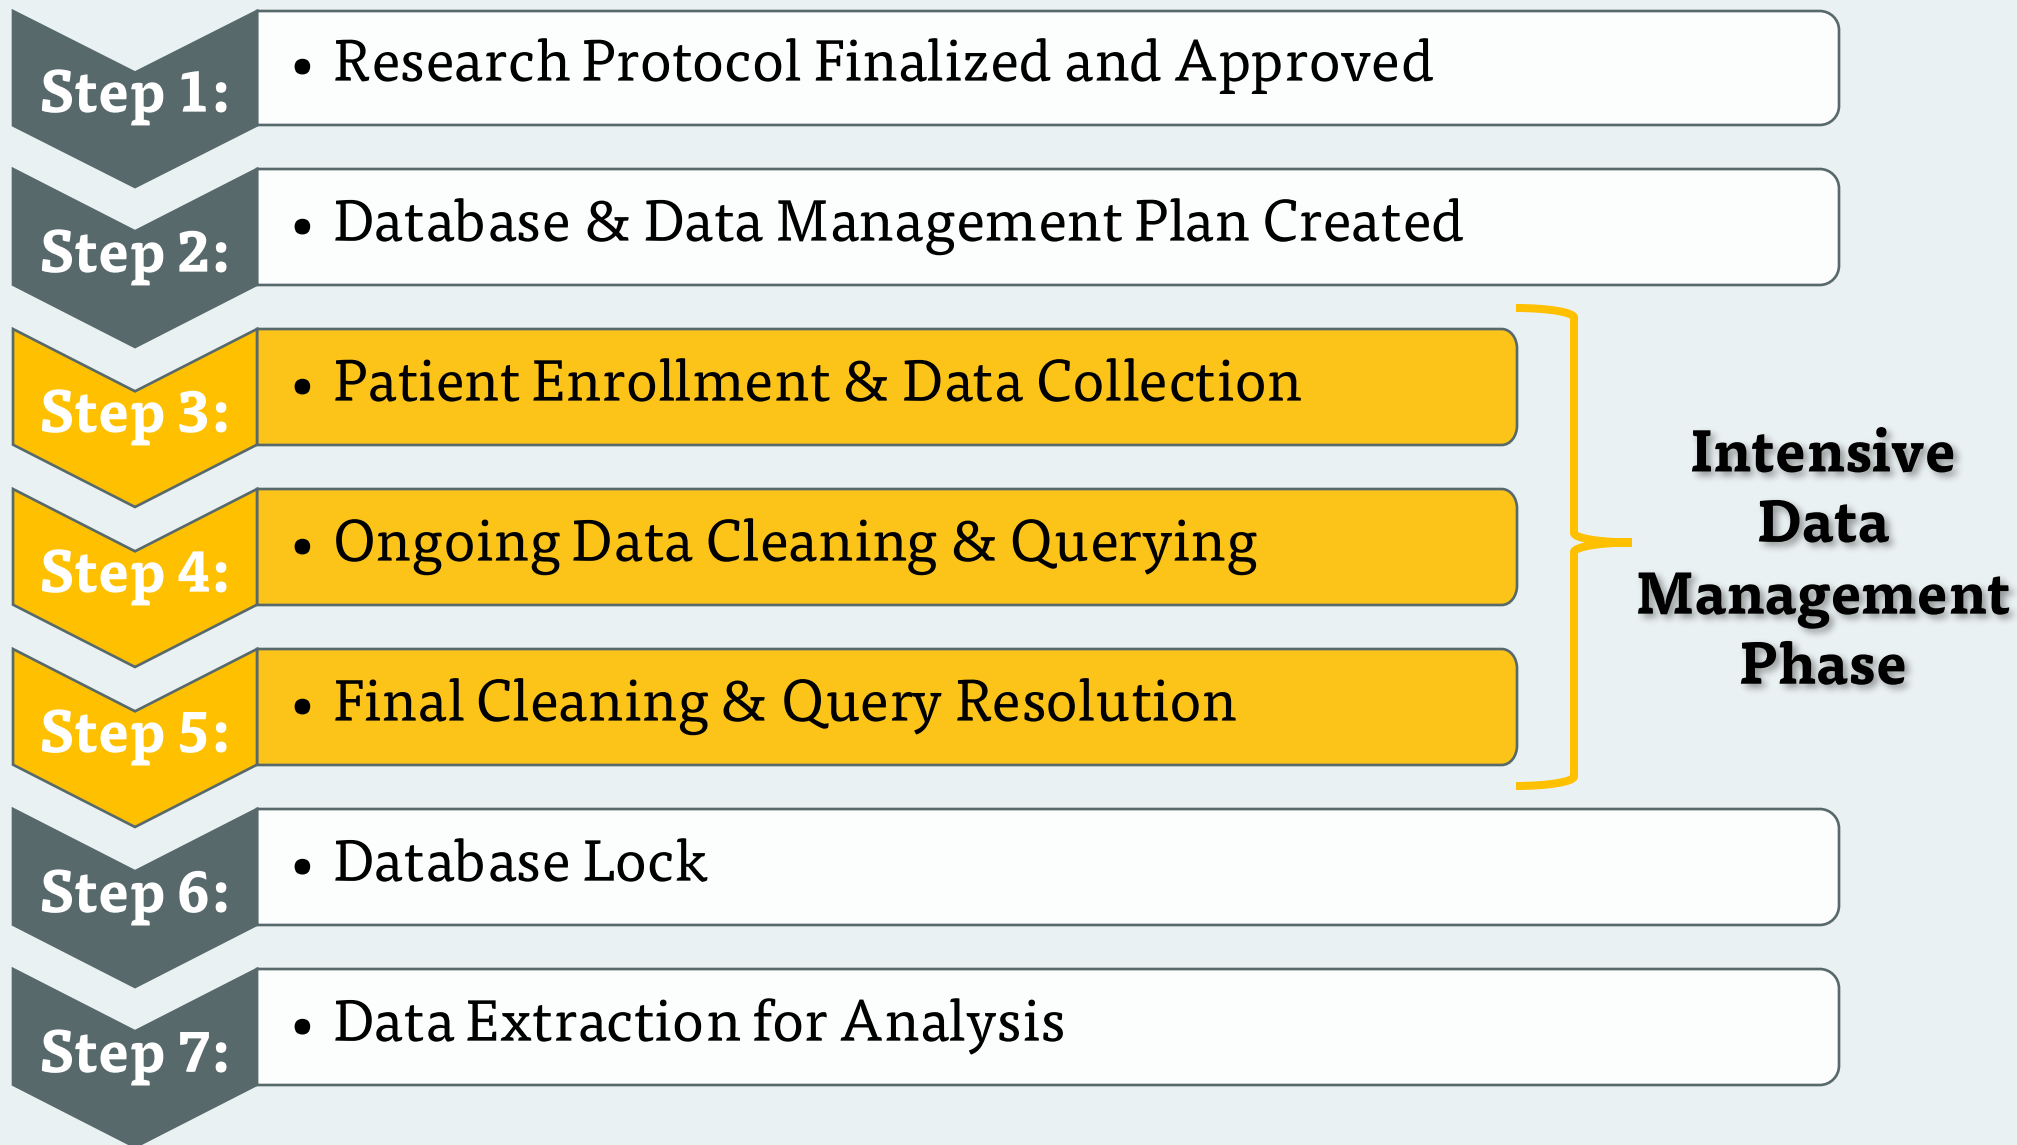 Step 1:
• Research Protocol Finalized and Approved
Step 2:
• Database & Data Management Plan Created
Step 3:
• Patient Enrollment & Data Collection
Step 4:
• Ongoing Data Cleaning & Querying
Step 5:
• Final Cleaning & Query Resolution
Intensive
Data
Management
Phase
Step 6:
• Database Lock
Step 7:
• Data Extraction for Analysis